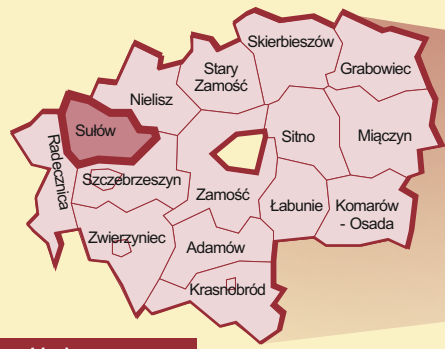 Skierbieszów
Grabowiec
Stary
Zamość
Nielisz
Sułów
Sitno
Miączyn
Radecznica
Szczebrzeszyn
Zamość
Łabunie
Komarów
- Osada
Zwierzyniec
Adamów
Krasnobród